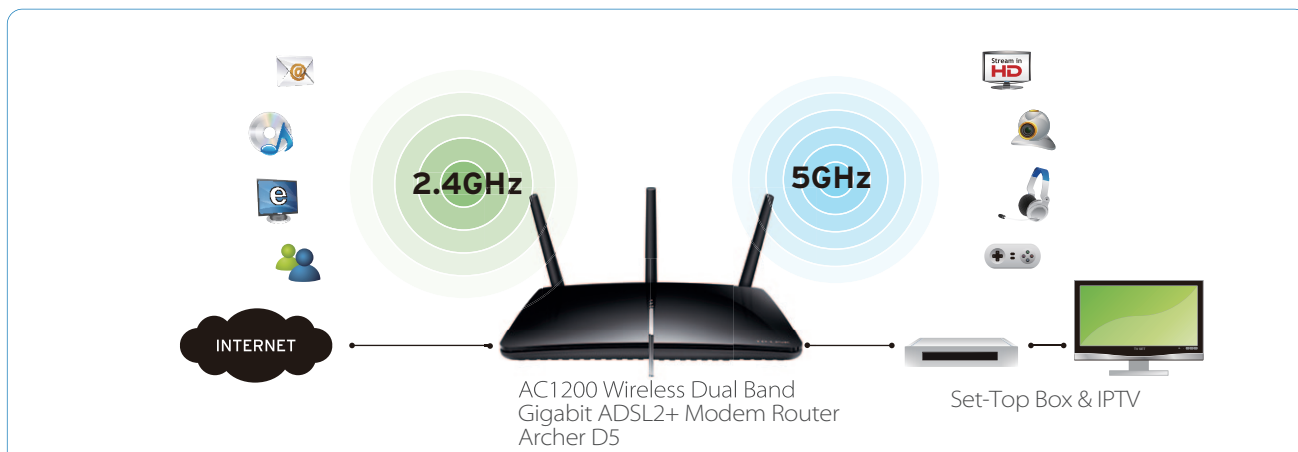 Stream in
HD
2.4GHz
5GHz
INTERNET
AC1200 Wireless Dual Band
Gigabit ADSL2+ Modem Router
Archer D5
Set-Top Box & IPTV